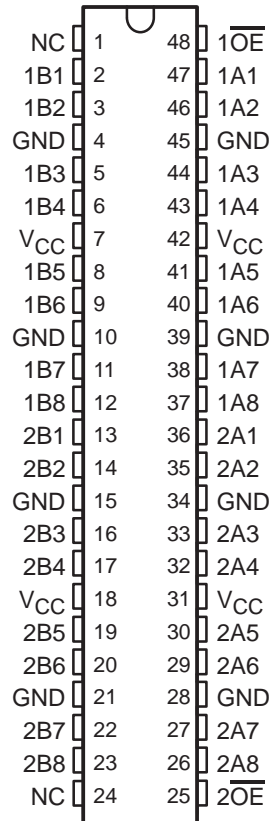 NC 1 48 1O̅E̅
1B1 2 47 1A1
1B2 3 46 1A2
GND 4 45 GND
1B3 5 44 1A3
1B4 6 43 1A4
VCC 7 42 VCC
1B5 8 41 1A5
1B6 9 40 1A6
GND 10 39 GND
1B7 11 38 1A7
1B8 12 37 1A8
2B1 13 36 2A1
2B2 14 35 2A2
GND 15 34 GND
2B3 16 33 2A3
2B4 17 32 2A4
VCC 18 31 VCC
2B5 19 30 2A5
2B6 20 29 2A6
GND 21 28 GND
2B7 22 27 2A7
2B8 23 26 2A8
NC 24 25 2O̅E̅